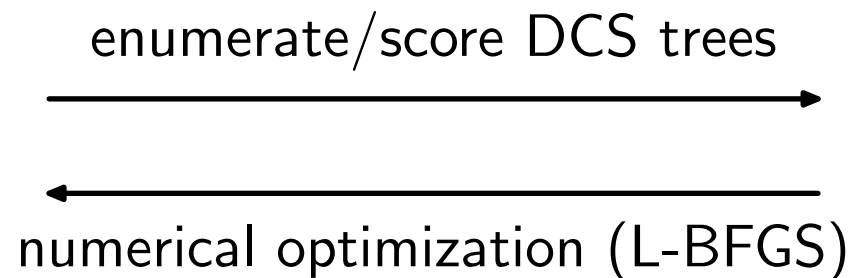 enumerate/score DCS trees
numerical optimization (L-BFGS)